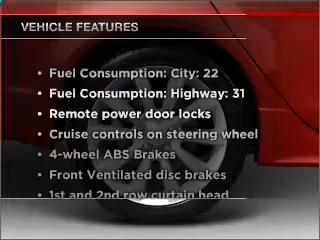 VEHICLE FEATURES
• Fuel Consumption: City: 22
• Fuel Consumption: Highway: 31
• Remote power door locks
• Cruise controls on steering wheel
• 4-wheel ABS Brakes
• Front Ventilated disc brakes
• 1st and 2nd row curtain head